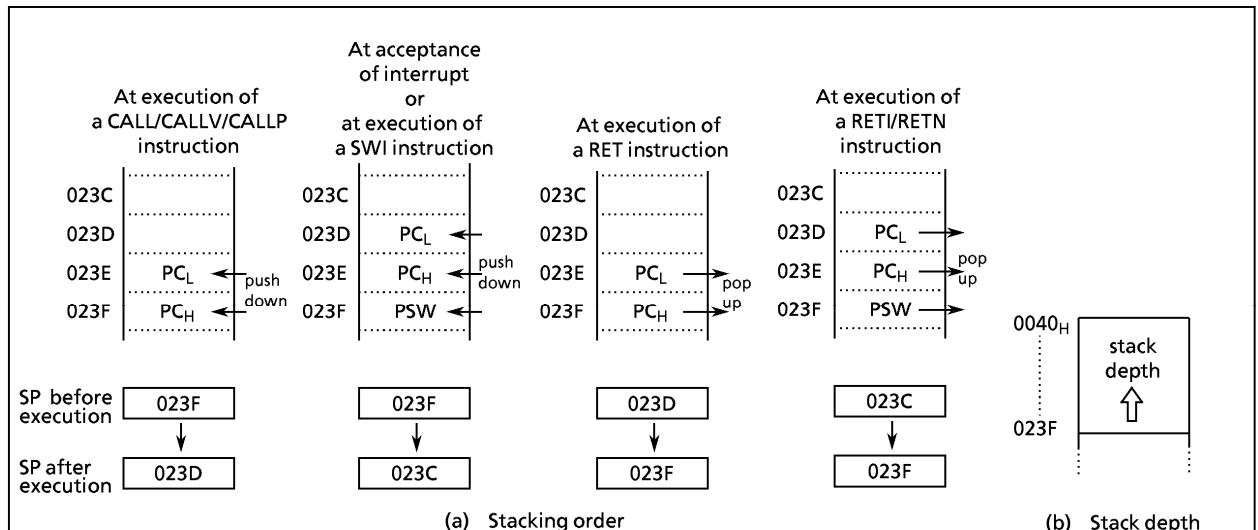 At execution of
a CALL/CALLV/CALLP
instruction
023C
023D
023E PCL
023F PCH
push
down
At acceptance
of interrupt
or
at execution of
a SWI instruction
023C
023D PCL
023E PCH
023F PSW
push
down
At execution of
a RET instruction
023C
023D
023E PCL
023F PCH
pop
up
At execution of
a RETI/RETN
instruction
023C
023D PCL
023E PCH
023F PSW
pop
up
SP before
execution
023F
023F
023D
023C
SP after
execution
023D
023C
023F
023F
(a) Stacking order
0040H
stack
depth
023F
(b) Stack depth